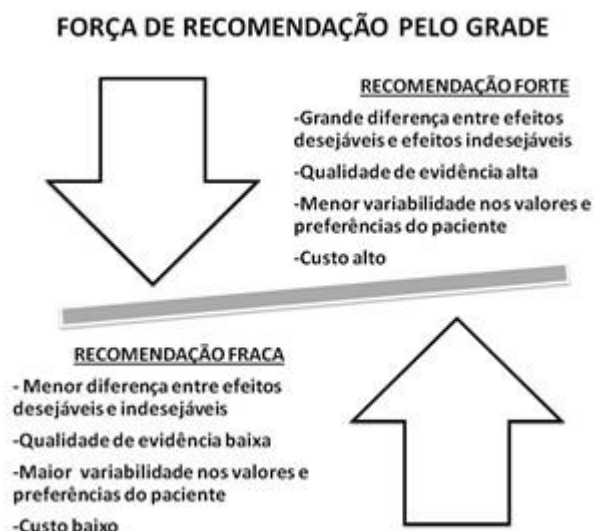 FORÇA DE RECOMENDAÇÃO PELO GRADE
RECOMENDAÇÃO FORTE
-Grande diferença entre efeitos
desejáveis e efeitos indesejáveis
-Qualidade de evidência alta
-Menor variabilidade nos valores e
preferências do paciente
-Custo alto
RECOMENDAÇÃO FRACA
- Menor diferença entre efeitos
desejáveis e indesejáveis
-Qualidade de evidência baixa
-Maior variabilidade nos valores e
preferências do paciente
-Custo baixo